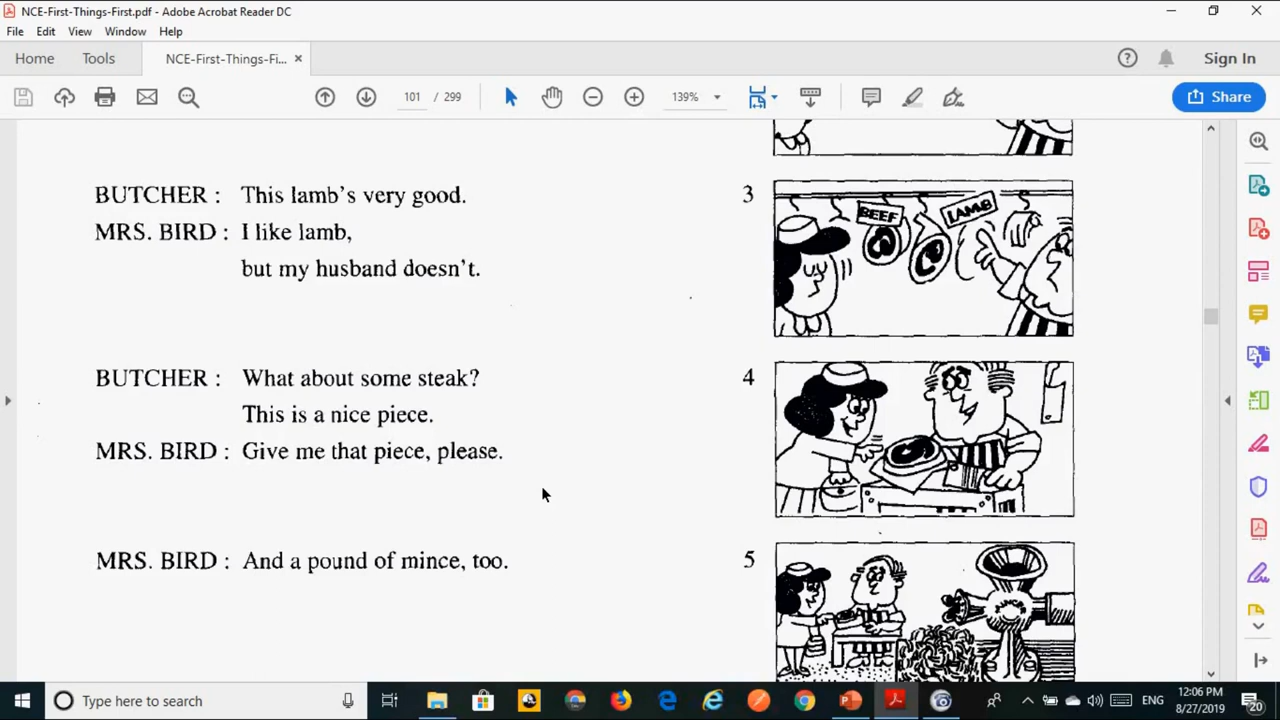 NCE-First-Things-First.pdf - Adobe Acrobat Reader DC
File Edit View Window Help
Home Tools NCE-First-Things-Fi... × Sign In
101 / 299 139% Share
BUTCHER : This lamb's very good. 3
BEEF LAMB
MRS. BIRD : I like lamb,
but my husband doesn't.
BUTCHER : What about some steak? 4
This is a nice piece.
MRS. BIRD : Give me that piece, please.
MRS. BIRD : And a pound of mince, too. 5
Type here to search ENG 12:06 PM
8/27/2019 20